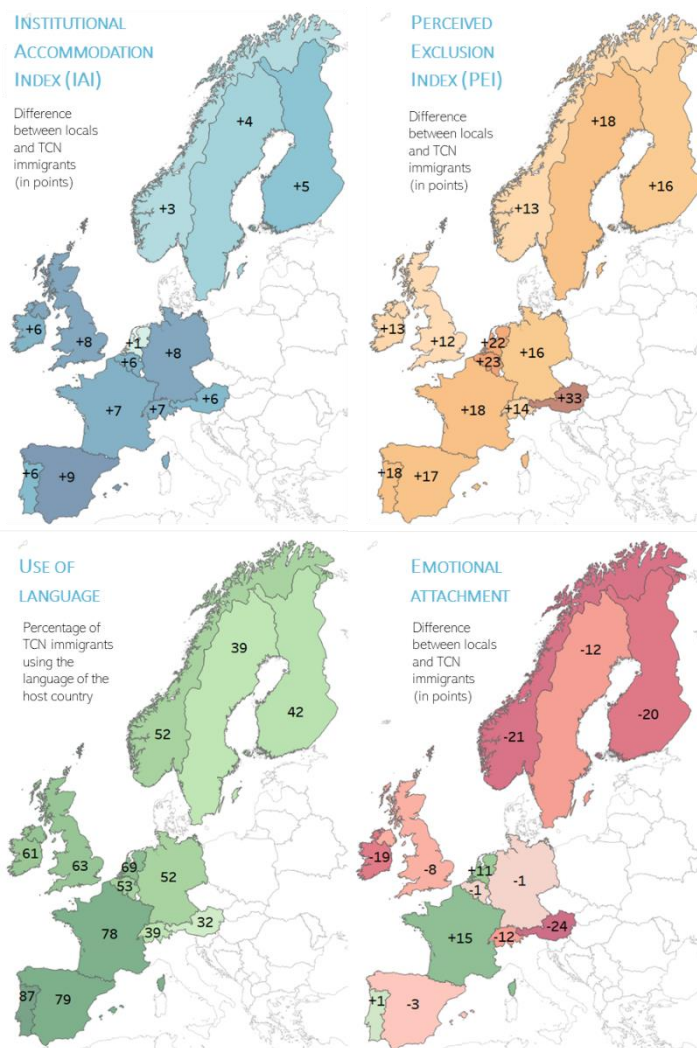 INSTITUTIONAL
ACCOMMODATION
INDEX (IAI)
Difference
between locals
and TCN
immigrants
(in points)
+4
+5
+3
+6
+8
+1
+6
+8
+7
+7
+6
+6
+9
PERCEIVED
EXCLUSION
INDEX (PEI)
Difference
between locals
and TCN
immigrants
(in points)
+18
+16
+13
+13
+12
+22
+23
+16
+18
+14
+33
+18
+17
USE OF
LANGUAGE
Percentage of
TCN immigrants
using the
language of the
host country
39
42
52
61
63
69
53
52
78
39
32
87
79
EMOTIONAL
ATTACHMENT
Difference
between locals
and TCN
immigrants
(in points)
-12
-20
-21
-19
-8
+11
-1
-1
+15
-12
-24
+1
-3